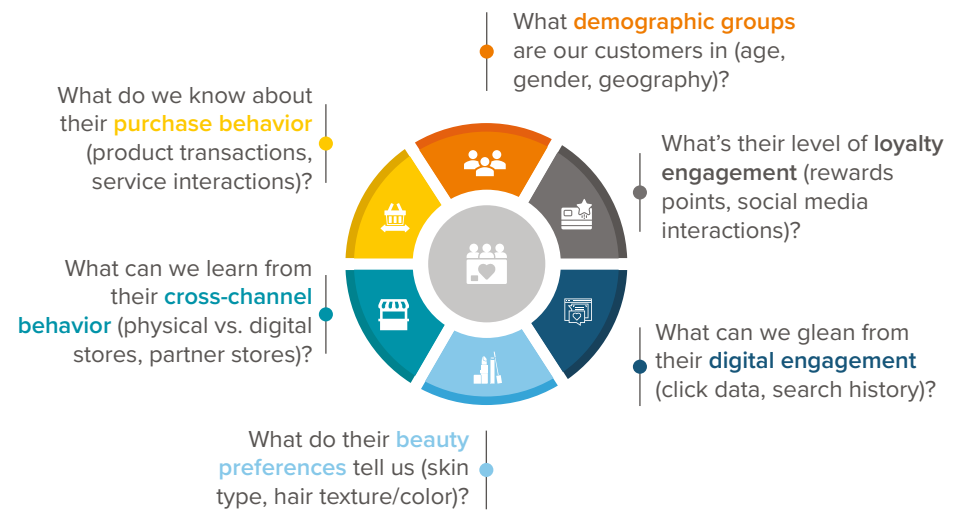 What demographic groups
are our customers in (age,
gender, geography)?
What do we know about
their purchase behavior
(product transactions,
service interactions)?
What’s their level of loyalty
engagement (rewards
points, social media
interactions)?
What can we learn from
their cross-channel
behavior (physical vs. digital
stores, partner stores)?
What can we glean from
their digital engagement
(click data, search history)?
What do their beauty
preferences tell us (skin
type, hair texture/color)?